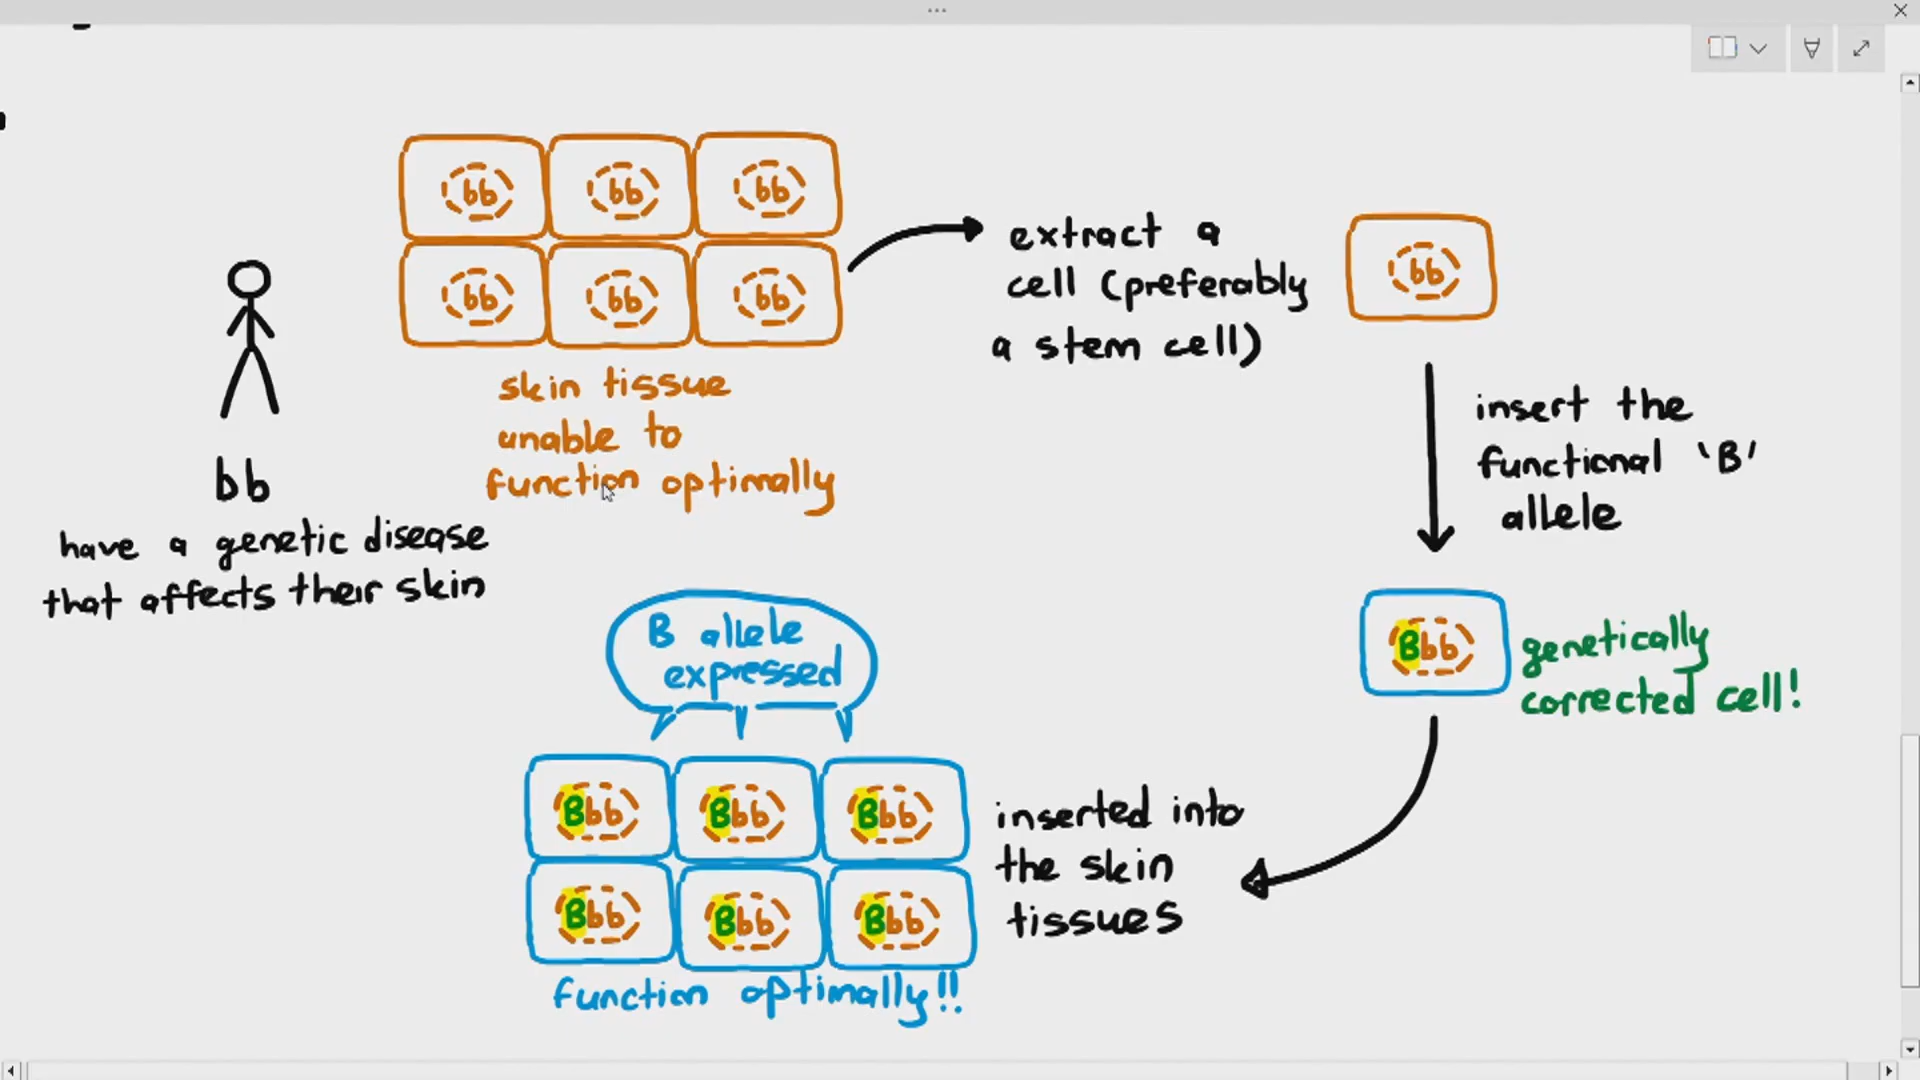 bb bb bb
bb bb bb
skin tissue
unable to
function optimally
bb
have a genetic disease
that affects their skin
extract a
cell (preferably
a stem cell)
bb
insert the
functional 'B'
allele
Bbb
genetically
corrected cell!
B allele
expressed
Bbb Bbb Bbb
Bbb Bbb Bbb
function optimally!!
inserted into
the skin
tissues